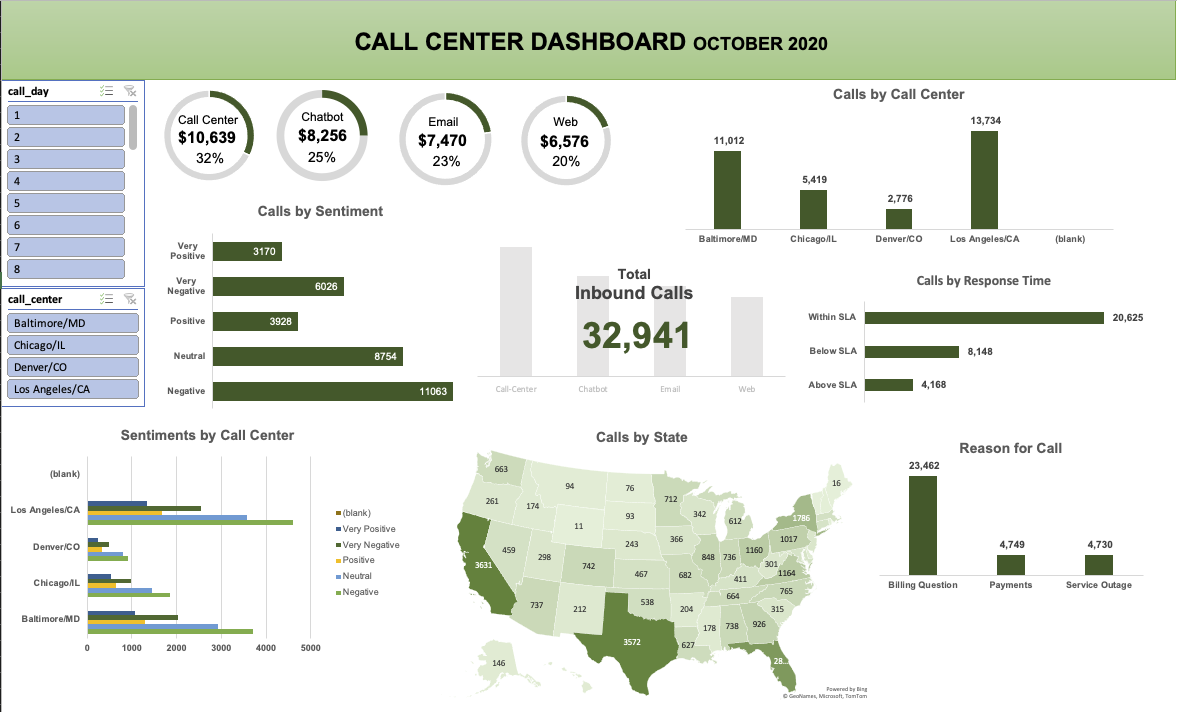 CALL CENTER DASHBOARD OCTOBER 2020
call_day
1
2
3
4
5
6
7
8
call_center
Baltimore/MD
Chicago/IL
Denver/CO
Los Angeles/CA
Call Center
$10,639
32%
Chatbot
$8,256
25%
Email
$7,470
23%
Web
$6,576
20%
Calls by Call Center
11,012
5,419
2,776
13,734
Baltimore/MD
Chicago/IL
Denver/CO
Los Angeles/CA
(blank)
Calls by Sentiment
Very
Positive
3170
Very
Negative
6026
Positive
3928
Neutral
8754
Negative
11063
Total
Inbound Calls
32,941
Call-Center
Chatbot
Email
Web
Calls by Response Time
Within SLA
20,625
Below SLA
8,148
Above SLA
4,168
Sentiments by Call Center
(blank)
Los Angeles/CA
Denver/CO
Chicago/IL
Baltimore/MD
0
1000
2000
3000
4000
5000
(blank)
Very Positive
Very Negative
Positive
Neutral
Negative
Calls by State
663
94
76
712
16
261
174
93
342
612
1786
11
366
1017
459
298
243
848
736
1160
3631
742
467
682
301
1164
411
737
212
538
664
765
204
315
178
738
926
3572
627
28...
146
Powered by Bing
© GeoNames, Microsoft, TomTom
Reason for Call
23,462
4,749
4,730
Billing Question
Payments
Service Outage